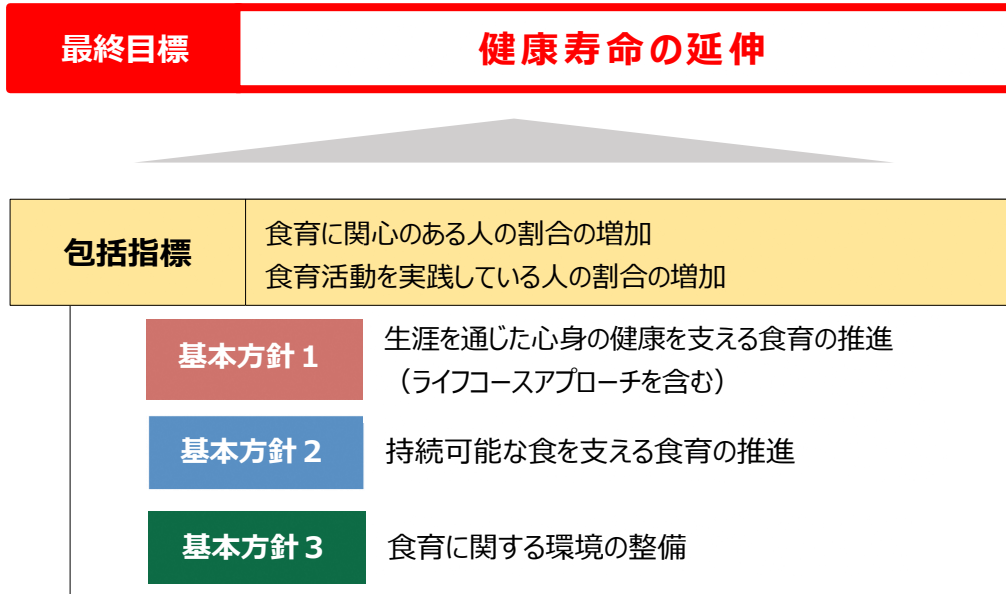 最終目標
健康寿命の延伸
包括指標
食育に関心のある人の割合の増加
食育活動を実践している人の割合の増加
基本方針１
生涯を通じた心身の健康を支える食育の推進
（ライフコースアプローチを含む）
基本方針２
持続可能な食を支える食育の推進
基本方針３
食育に関する環境の整備